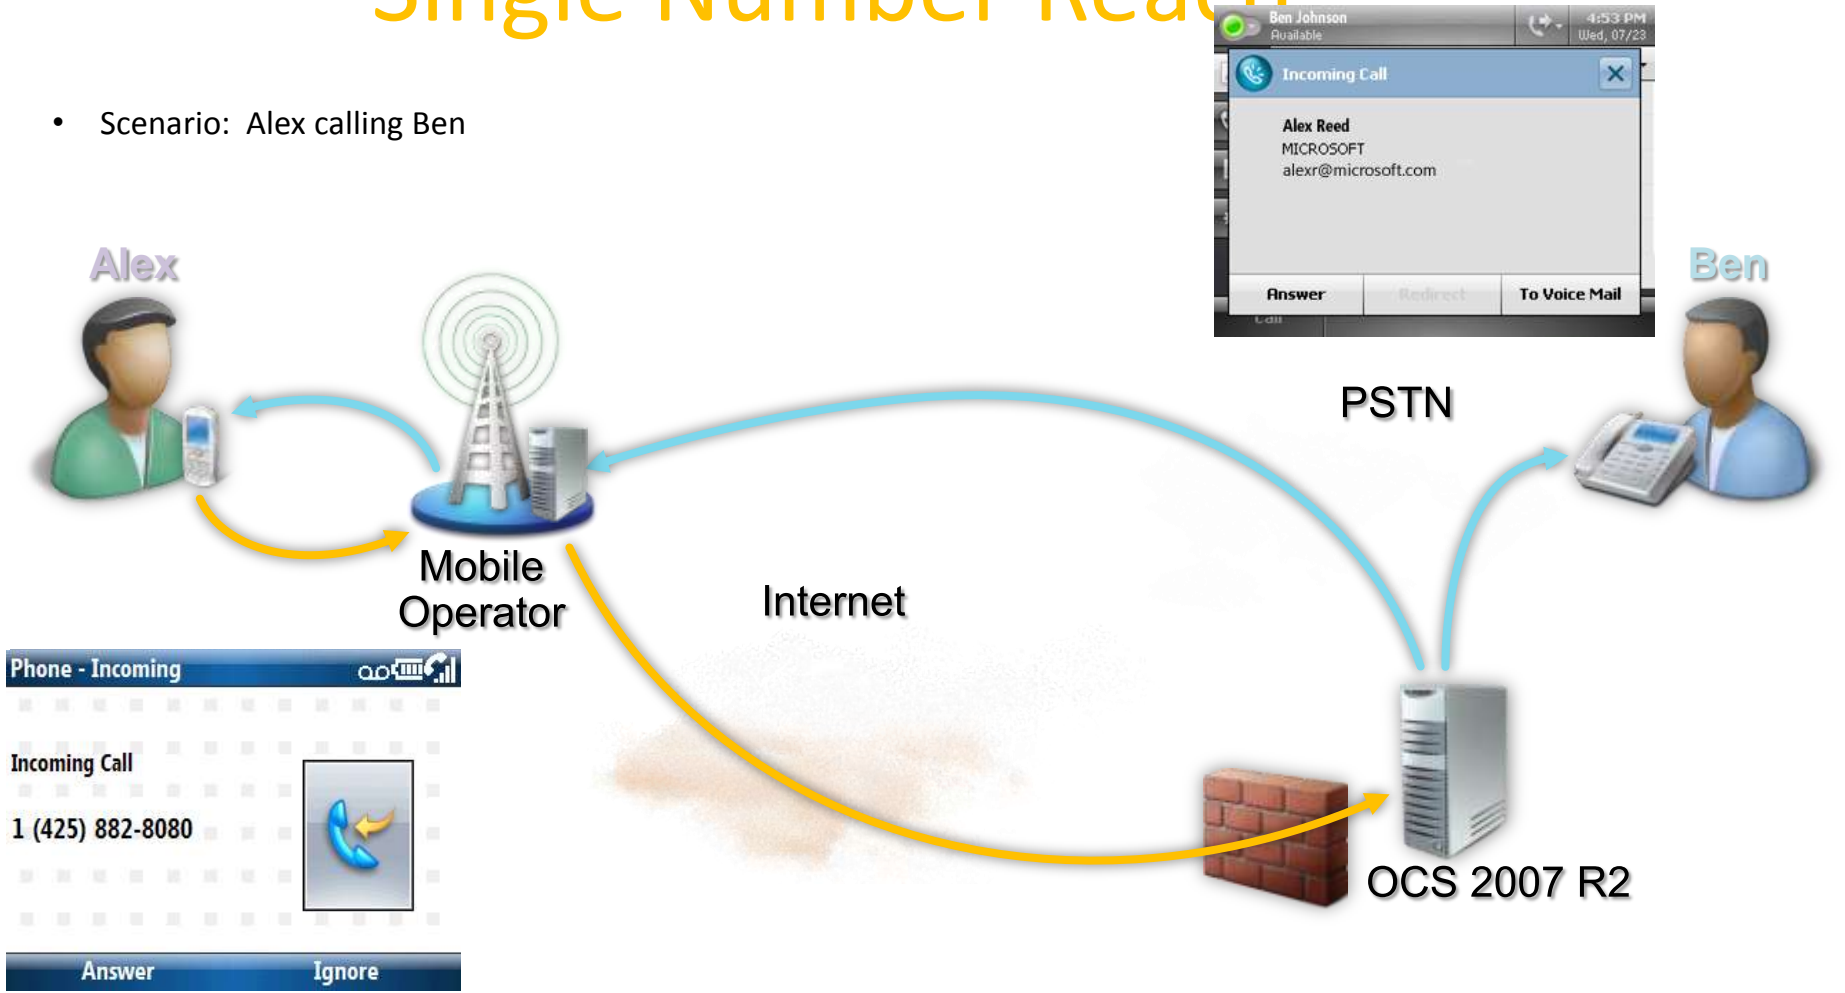 Single Number Reach
Ben Johnson
Available
4:53 PM
Wed, 07/23
Incoming Call
Alex Reed
MICROSOFT
alexr@microsoft.com
Answer
Redirect
To Voice Mail
Call
• Scenario: Alex calling Ben
Alex
Ben
PSTN
Mobile
Operator
Internet
Phone - Incoming
Incoming Call
1 (425) 882-8080
Answer
Ignore
OCS 2007 R2